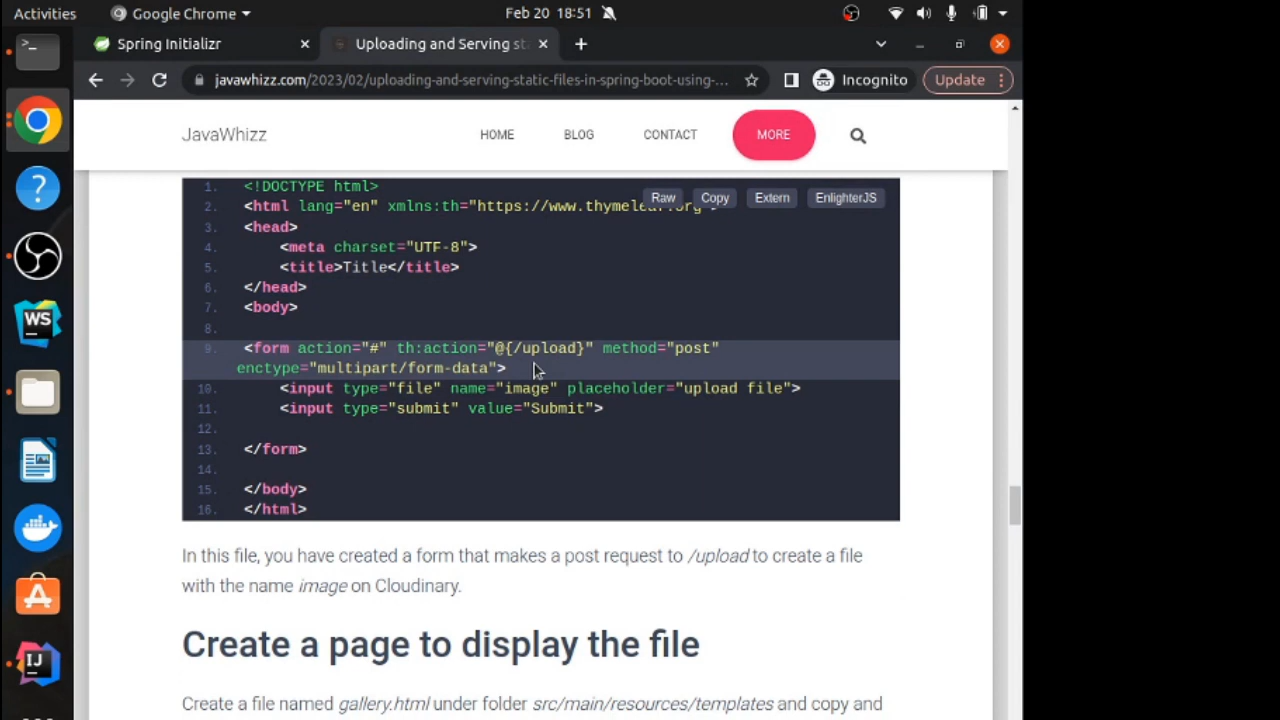 Activities
Google Chrome
Feb 20 18:51
Spring Initializr
Uploading and Serving st
javawhizz.com/2023/02/uploading-and-serving-static-files-in-spring-boot-using-...
Incognito
Update
JavaWhizz
HOME
BLOG
CONTACT
MORE
Raw
Copy
Extern
EnlighterJS
1. <!DOCTYPE html>
2. <html lang="en" xmlns:th="https://www.thymeleaf.org">
3. <head>
4. <meta charset="UTF-8">
5. <title>Title</title>
6. </head>
7. <body>
8.
9. <form action="#" th:action="@{/upload}" method="post"
enctype="multipart/form-data">
10. <input type="file" name="image" placeholder="upload file">
11. <input type="submit" value="Submit">
12.
13. </form>
14.
15. </body>
16. </html>
In this file, you have created a form that makes a post request to /upload to create a file
with the name image on Cloudinary.
Create a page to display the file
Create a file named gallery.html under folder src/main/resources/templates and copy and
WS
IJ